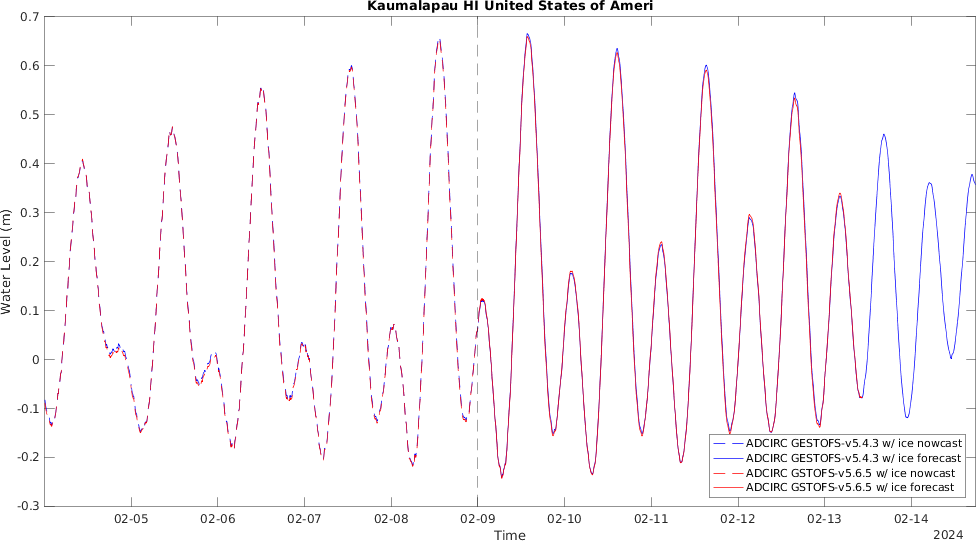 Kaumalapau HI United States of Ameri
Water Level (m)
0.7
0.6
0.5
0.4
0.3
0.2
0.1
0
-0.1
-0.2
-0.3
ADCIRC GESTOFS-v5.4.3 w/ ice nowcast
ADCIRC GESTOFS-v5.4.3 w/ ice forecast
ADCIRC GSTOFS-v5.6.5 w/ ice nowcast
ADCIRC GSTOFS-v5.6.5 w/ ice forecast
02-05 02-06 02-07 02-08 02-09 02-10 02-11 02-12 02-13 02-14
Time
2024